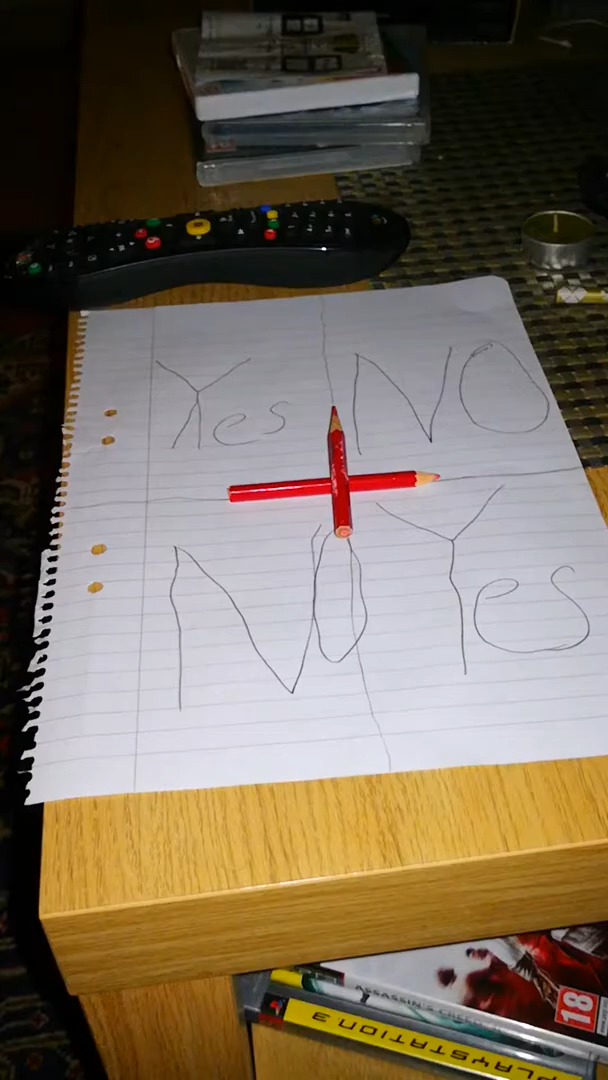 Yes NO
NO Yes
ASSASSIN'S CREED
18
PLAYSTATION 3